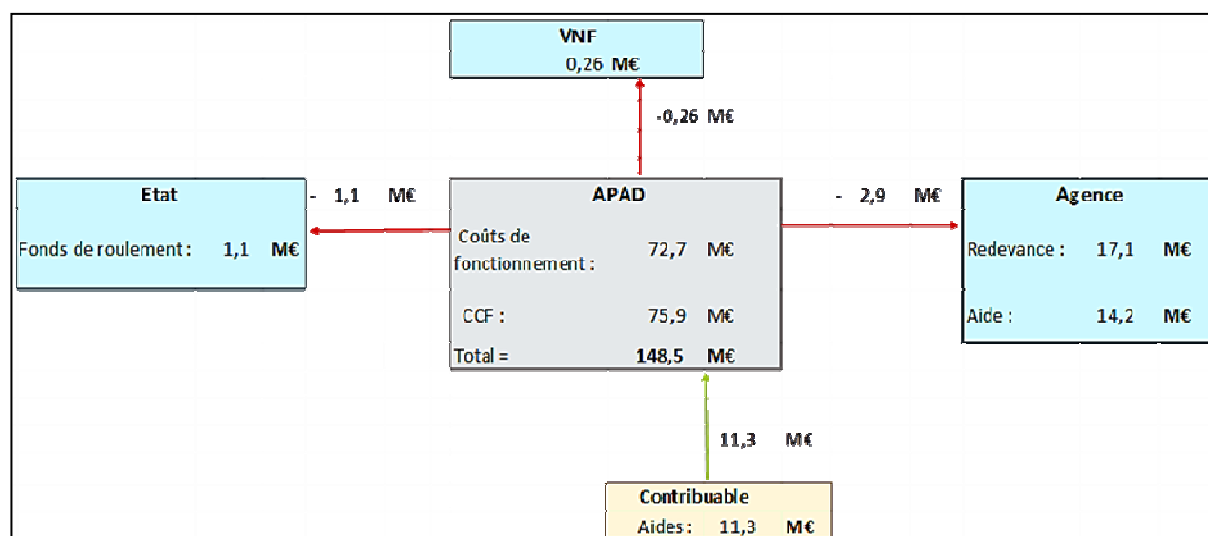 VNF
0,26 M€
-0,26 M€
Etat
Fonds de roulement : 1,1 M€
- 1,1 M€
APAD
Coûts de
fonctionnement : 72,7 M€
CCF : 75,9 M€
Total = 148,5 M€
- 2,9 M€
Agence
Redevance : 17,1 M€
Aide : 14,2 M€
11,3 M€
Contribuable
Aides : 11,3 M€